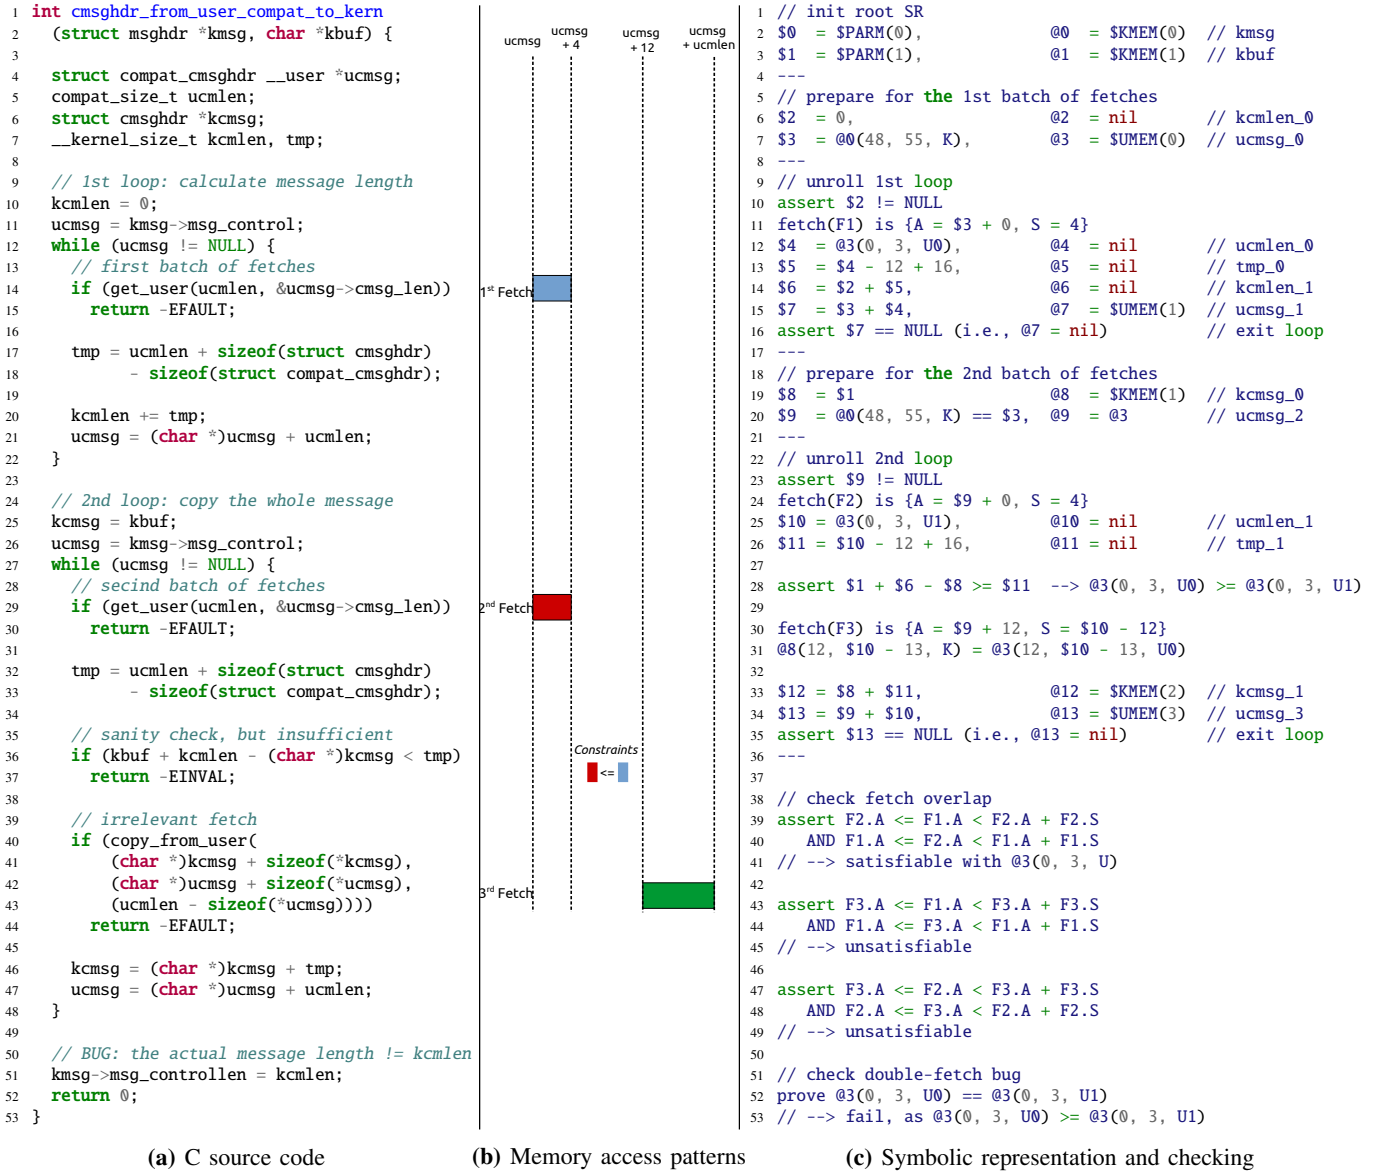 1 int cmsghdr_from_user_compat_to_kern
2 (struct msghdr *kmsg, char *kbuf) {
3
4 struct compat_cmsghdr __user *ucmsg;
5 compat_size_t ucmlen;
6 struct cmsghdr *kcmsg;
7 __kernel_size_t kcmlen, tmp;
8
9 // 1st loop: calculate message length
10 kcmlen = 0;
11 ucmsg = kmsg->msg_control;
12 while (ucmsg != NULL) {
13 // first batch of fetches
14 if (get_user(ucmlen, &ucmsg->cmsg_len))
15 return -EFAULT;
16
17 tmp = ucmlen + sizeof(struct cmsghdr)
18 - sizeof(struct compat_cmsghdr);
19
20 kcmlen += tmp;
21 ucmsg = (char *)ucmsg + ucmlen;
22 }
23
24 // 2nd loop: copy the whole message
25 kcmsg = kbuf;
26 ucmsg = kmsg->msg_control;
27 while (ucmsg != NULL) {
28 // secind batch of fetches
29 if (get_user(ucmlen, &ucmsg->cmsg_len))
30 return -EFAULT;
31
32 tmp = ucmlen + sizeof(struct cmsghdr)
33 - sizeof(struct compat_cmsghdr);
34
35 // sanity check, but insufficient
36 if (kbuf + kcmlen - (char *)kcmsg < tmp)
37 return -EINVAL;
38
39 // irrelevant fetch
40 if (copy_from_user(
41 (char *)kcmsg + sizeof(*kcmsg),
42 (char *)ucmsg + sizeof(*ucmsg),
43 (ucmlen - sizeof(*ucmsg))))
44 return -EFAULT;
45
46 kcmsg = (char *)kcmsg + tmp;
47 ucmsg = (char *)ucmsg + ucmlen;
48 }
49
50 // BUG: the actual message length != kcmlen
51 kmsg->msg_controllen = kcmlen;
52 return 0;
53 }
(a) C source code
ucmsg
ucmsg
+ 4
ucmsg
+ 12
ucmsg
+ ucmlen
1st Fetch
2nd Fetch
Constraints
<=
3rd Fetch
(b) Memory access patterns
1 // init root SR
2 $0 = $PARM(0), @0 = $KMEM(0) // kmsg
3 $1 = $PARM(1), @1 = $KMEM(1) // kbuf
4 ---
5 // prepare for the 1st batch of fetches
6 $2 = 0, @2 = nil // kcmlen_0
7 $3 = @0(48, 55, K), @3 = $UMEM(0) // ucmsg_0
8 ---
9 // unroll 1st loop
10 assert $2 != NULL
11 fetch(F1) is {A = $3 + 0, S = 4}
12 $4 = @3(0, 3, U0), @4 = nil // ucmlen_0
13 $5 = $4 - 12 + 16, @5 = nil // tmp_0
14 $6 = $2 + $5, @6 = nil // kcmlen_1
15 $7 = $3 + $4, @7 = $UMEM(1) // ucmsg_1
16 assert $7 == NULL (i.e., @7 = nil) // exit loop
17 ---
18 // prepare for the 2nd batch of fetches
19 $8 = $1 @8 = $KMEM(1) // kcmsg_0
20 $9 = @0(48, 55, K) == $3, @9 = @3 // ucmsg_2
21 ---
22 // unroll 2nd loop
23 assert $9 != NULL
24 fetch(F2) is {A = $9 + 0, S = 4}
25 $10 = @3(0, 3, U1), @10 = nil // ucmlen_1
26 $11 = $10 - 12 + 16, @11 = nil // tmp_1
27
28 assert $1 + $6 - $8 >= $11 --> @3(0, 3, U0) >= @3(0, 3, U1)
29
30 fetch(F3) is {A = $9 + 12, S = $10 - 12}
31 @8(12, $10 - 13, K) = @3(12, $10 - 13, U0)
32
33 $12 = $8 + $11, @12 = $KMEM(2) // kcmsg_1
34 $13 = $9 + $10, @13 = $UMEM(3) // ucmsg_3
35 assert $13 == NULL (i.e., @13 = nil) // exit loop
36 ---
37
38 // check fetch overlap
39 assert F2.A <= F1.A < F2.A + F2.S
40 AND F1.A <= F2.A < F1.A + F1.S
41 // --> satisfiable with @3(0, 3, U)
42
43 assert F3.A <= F1.A < F3.A + F3.S
44 AND F1.A <= F3.A < F1.A + F1.S
45 // --> unsatisfiable
46
47 assert F3.A <= F2.A < F3.A + F3.S
48 AND F2.A <= F3.A < F2.A + F2.S
49 // --> unsatisfiable
50
51 // check double-fetch bug
52 prove @3(0, 3, U0) == @3(0, 3, U1)
53 // --> fail, as @3(0, 3, U0) >= @3(0, 3, U1)
(c) Symbolic representation and checking